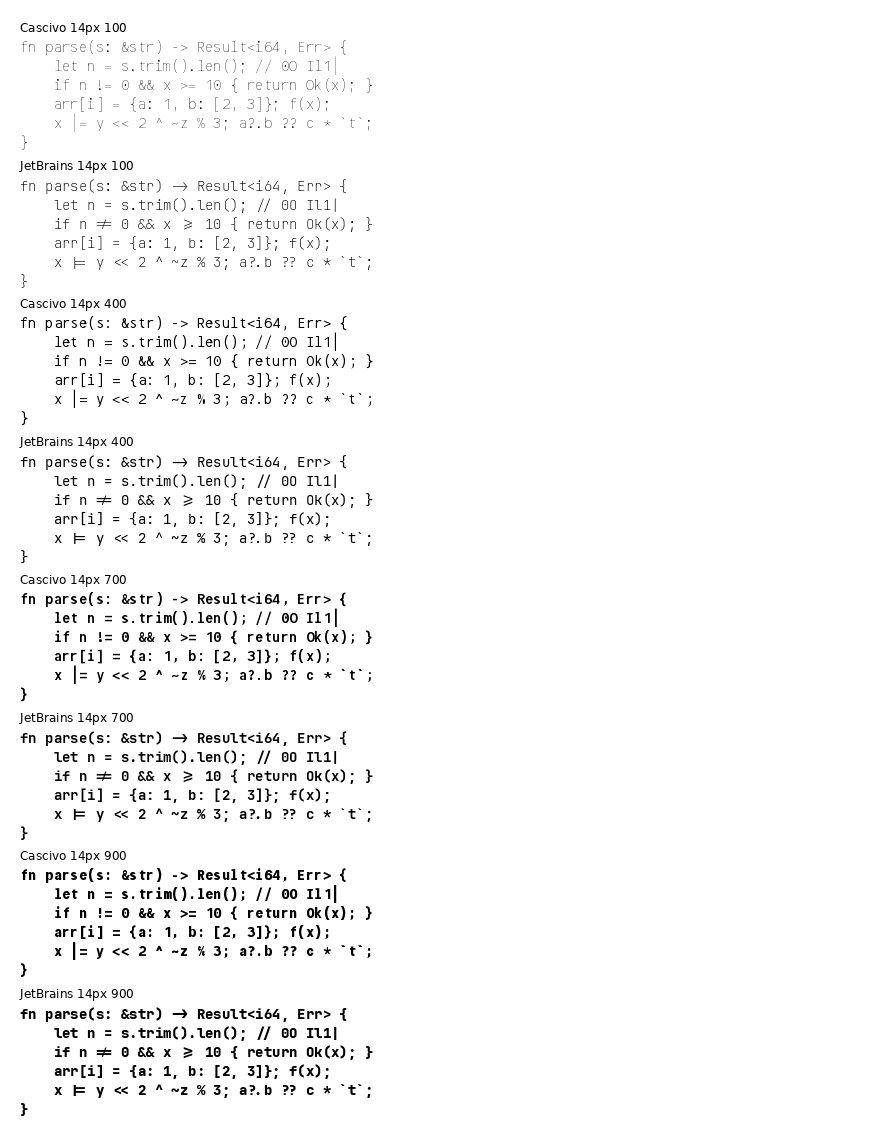 Cascivo 14px 100
fn parse(s: &str) -> Result<i64, Err> {
    let n = s.trim().len(); // 0O Il1|
    if n != 0 && x >= 10 { return Ok(x); }
    arr[i] = {a: 1, b: [2, 3]}; f(x);
    x |= y << 2 ^ ~z % 3; a?.b ?? c * `t`;
}
JetBrains 14px 100
fn parse(s: &str) -> Result<i64, Err> {
    let n = s.trim().len(); // 0O Il1|
    if n != 0 && x >= 10 { return Ok(x); }
    arr[i] = {a: 1, b: [2, 3]}; f(x);
    x |= y << 2 ^ ~z % 3; a?.b ?? c * `t`;
}
Cascivo 14px 400
fn parse(s: &str) -> Result<i64, Err> {
    let n = s.trim().len(); // 0O Il1|
    if n != 0 && x >= 10 { return Ok(x); }
    arr[i] = {a: 1, b: [2, 3]}; f(x);
    x |= y << 2 ^ ~z % 3; a?.b ?? c * `t`;
}
JetBrains 14px 400
fn parse(s: &str) -> Result<i64, Err> {
    let n = s.trim().len(); // 0O Il1|
    if n != 0 && x >= 10 { return Ok(x); }
    arr[i] = {a: 1, b: [2, 3]}; f(x);
    x |= y << 2 ^ ~z % 3; a?.b ?? c * `t`;
}
Cascivo 14px 700
fn parse(s: &str) -> Result<i64, Err> {
    let n = s.trim().len(); // 0O Il1|
    if n != 0 && x >= 10 { return Ok(x); }
    arr[i] = {a: 1, b: [2, 3]}; f(x);
    x |= y << 2 ^ ~z % 3; a?.b ?? c * `t`;
}
JetBrains 14px 700
fn parse(s: &str) -> Result<i64, Err> {
    let n = s.trim().len(); // 0O Il1|
    if n != 0 && x >= 10 { return Ok(x); }
    arr[i] = {a: 1, b: [2, 3]}; f(x);
    x |= y << 2 ^ ~z % 3; a?.b ?? c * `t`;
}
Cascivo 14px 900
fn parse(s: &str) -> Result<i64, Err> {
    let n = s.trim().len(); // 0O Il1|
    if n != 0 && x >= 10 { return Ok(x); }
    arr[i] = {a: 1, b: [2, 3]}; f(x);
    x |= y << 2 ^ ~z % 3; a?.b ?? c * `t`;
}
JetBrains 14px 900
fn parse(s: &str) -> Result<i64, Err> {
    let n = s.trim().len(); // 0O Il1|
    if n != 0 && x >= 10 { return Ok(x); }
    arr[i] = {a: 1, b: [2, 3]}; f(x);
    x |= y << 2 ^ ~z % 3; a?.b ?? c * `t`;
}